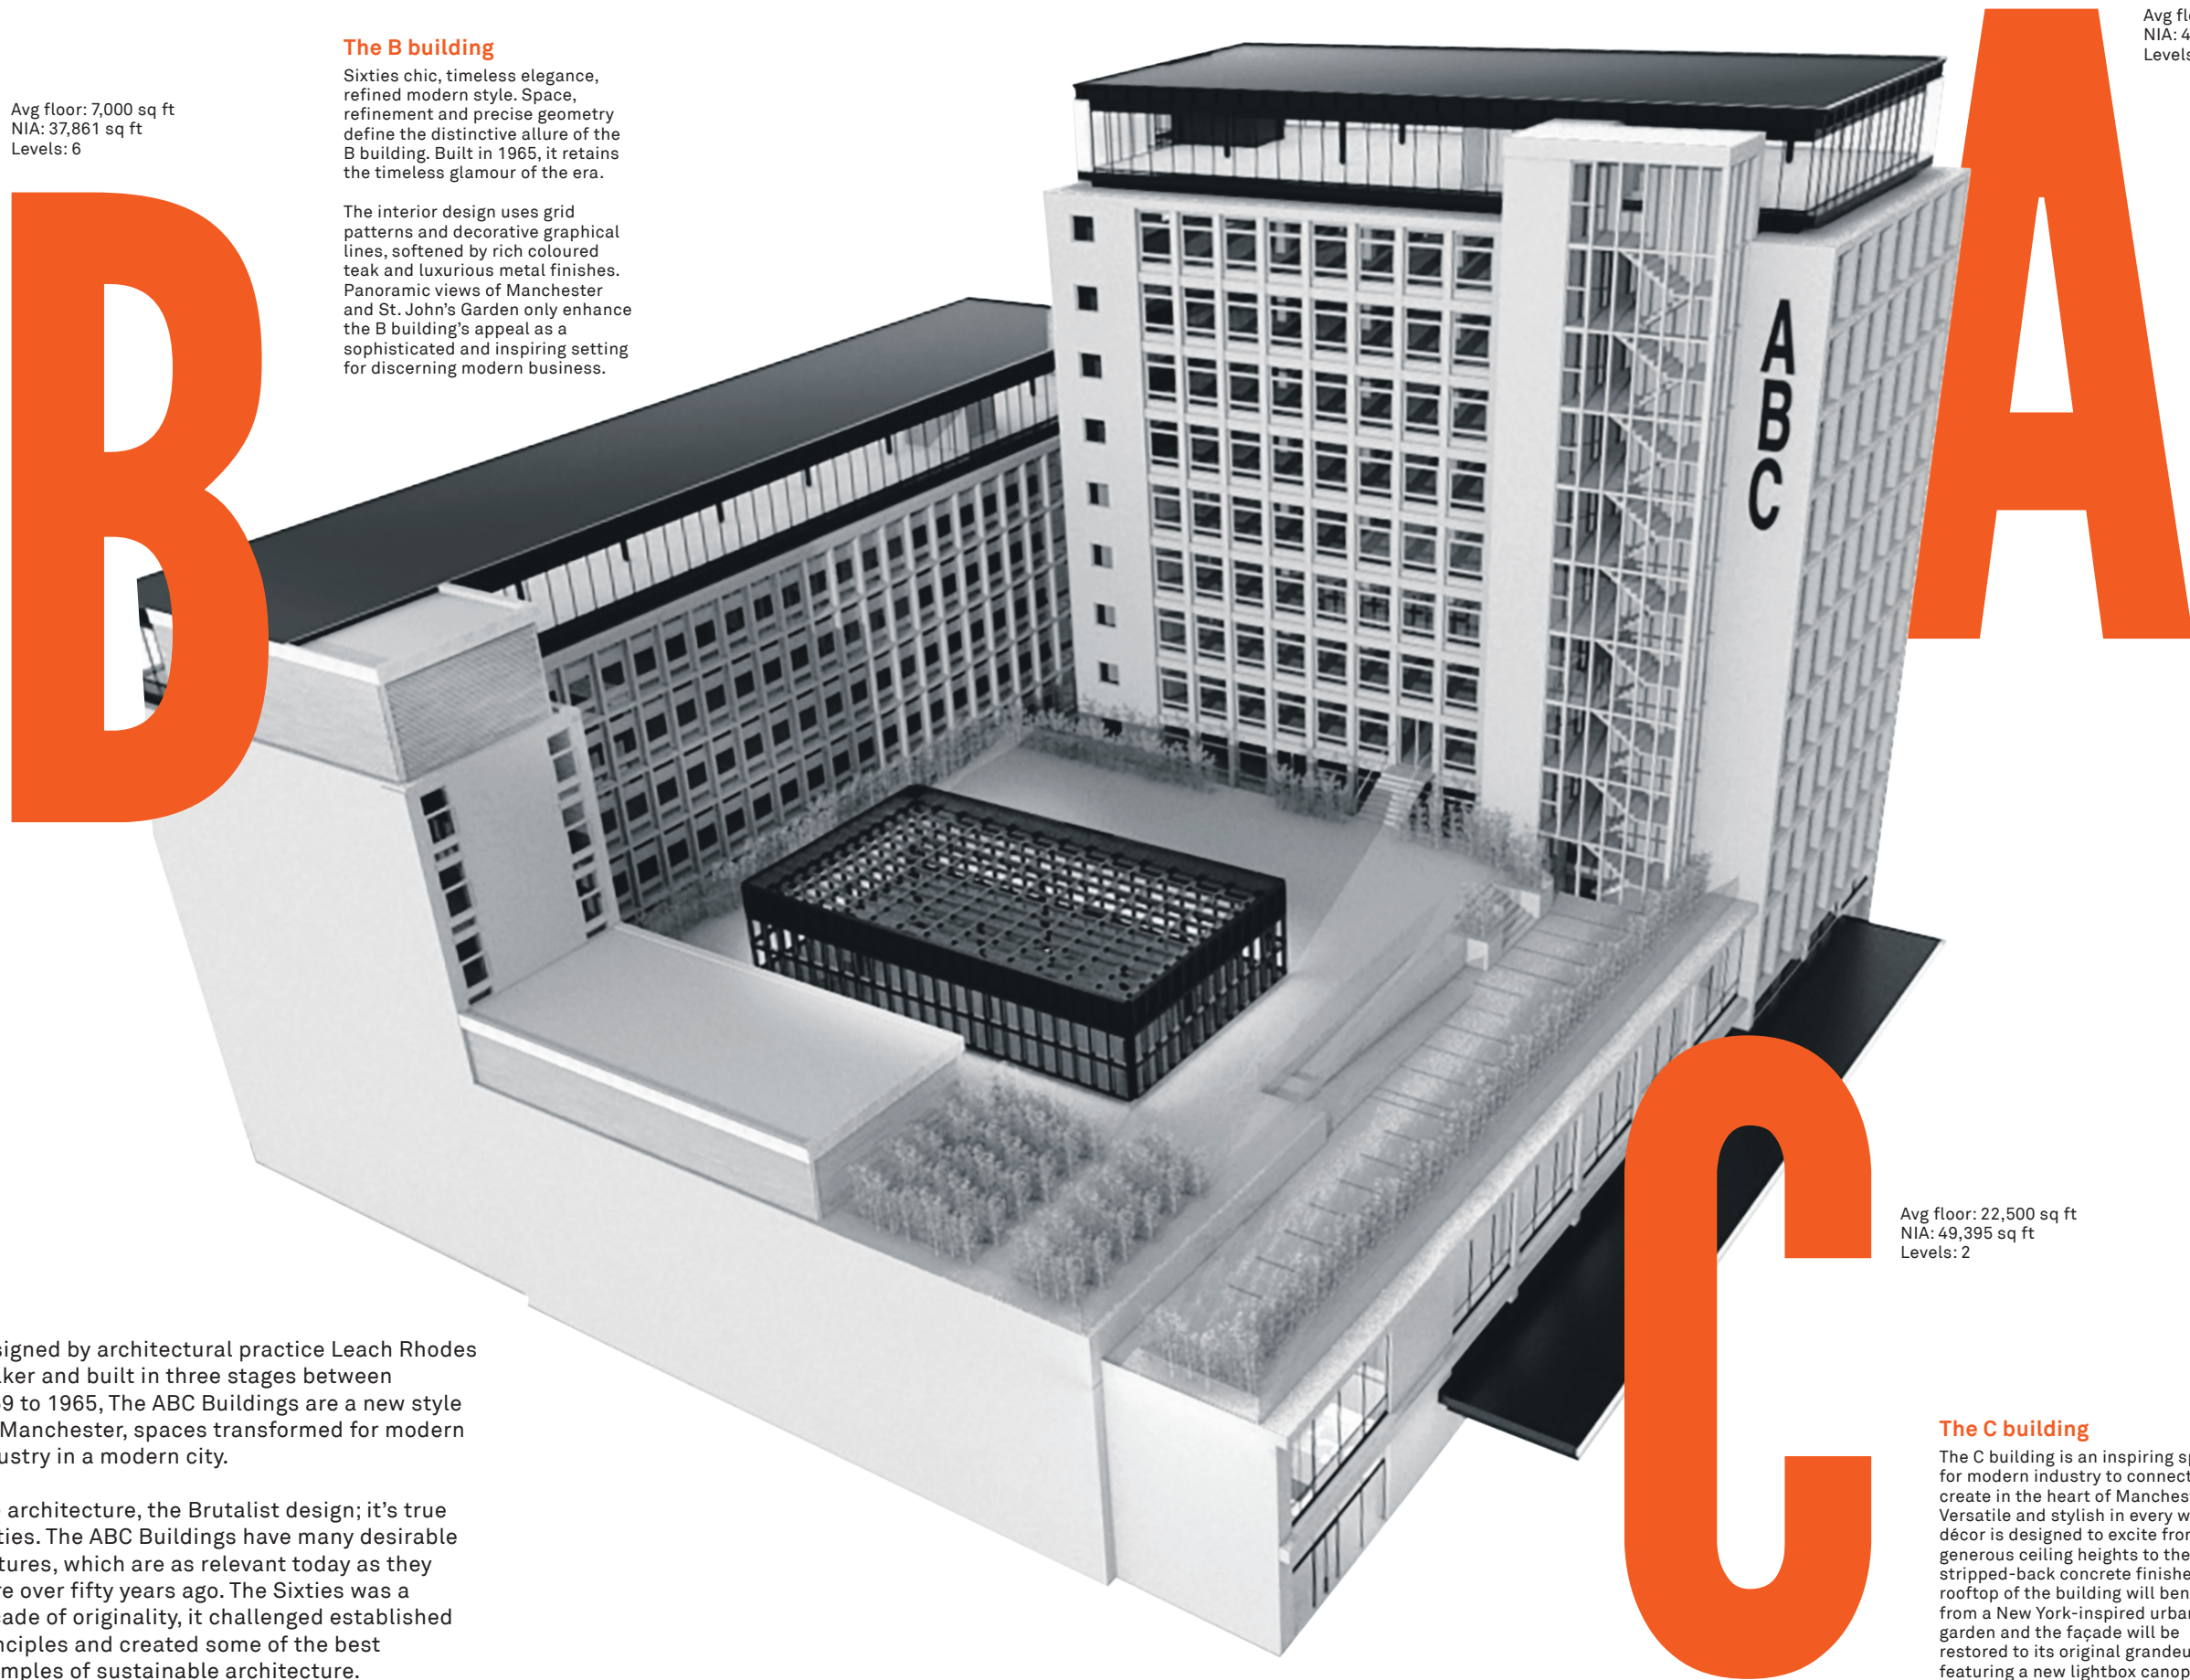 The B building
Sixties chic, timeless elegance,
refined modern style. Space,
refinement and precise geometry
define the distinctive allure of the
B building. Built in 1965, it retains
the timeless glamour of the era.
The interior design uses grid
patterns and decorative graphical
lines, softened by rich coloured
teak and luxurious metal finishes.
Panoramic views of Manchester
and St. John’s Garden only enhance
the B building’s appeal as a
sophisticated and inspiring setting
for discerning modern business.
Avg floor: 7,000 sq ft
NIA: 37,861 sq ft
Levels: 6
B
Avg
NIA:
Levels
A
A
B
C
C
Avg floor: 22,500 sq ft
NIA: 49,395 sq ft
Levels: 2
by architectural practice Leach Rhodes
and built in three stages between
to 1965, The ABC Buildings are a new style
Manchester, spaces transformed for modern
in a modern city.
architecture, the Brutalist design; it’s true
The ABC Buildings have many desirable
which are as relevant today as they
over fifty years ago. The Sixties was a
of originality, it challenged established
and created some of the best
of sustainable architecture.
The C building
The C building is an inspiring
for modern industry to connect
create in the heart of
Versatile and stylish in every
décor is designed to excite
generous ceiling heights to the
stripped-back concrete
rooftop of the building will
from a New York-inspired
garden and the façade will be
restored to its original
featuring a new lightbox